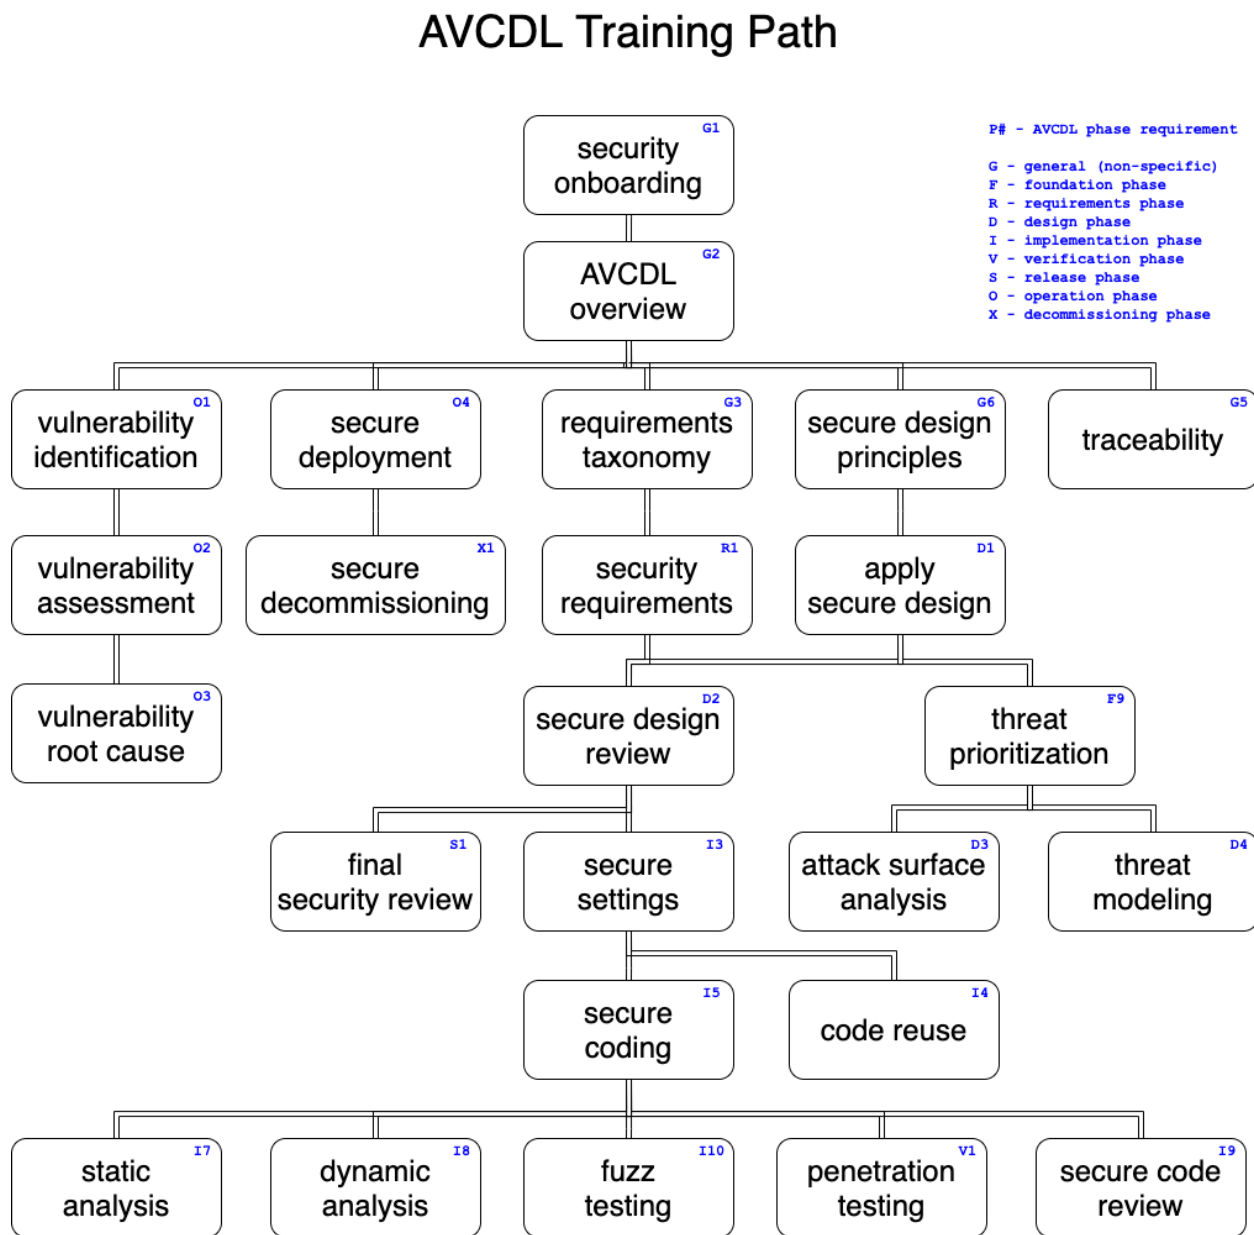 AVCDL Training Path
P# - AVCDL phase requirement
G - general (non-specific)
F - foundation phase
R - requirements phase
D - design phase
I - implementation phase
V - verification phase
S - release phase
O - operation phase
X - decommissioning phase
G1
security
onboarding
G2
AVCDL
overview
O1
vulnerability
identification
O4
secure
deployment
G3
requirements
taxonomy
G6
secure design
principles
G5
traceability
O2
vulnerability
assessment
X1
secure
decommissioning
R1
security
requirements
D1
apply
secure design
O3
vulnerability
root cause
D2
secure design
review
F9
threat
prioritization
S1
final
security review
I3
secure
settings
D3
attack surface
analysis
D4
threat
modeling
I5
secure
coding
I4
code reuse
I7
static
analysis
I8
dynamic
analysis
I10
fuzz
testing
V1
penetration
testing
I9
secure code
review